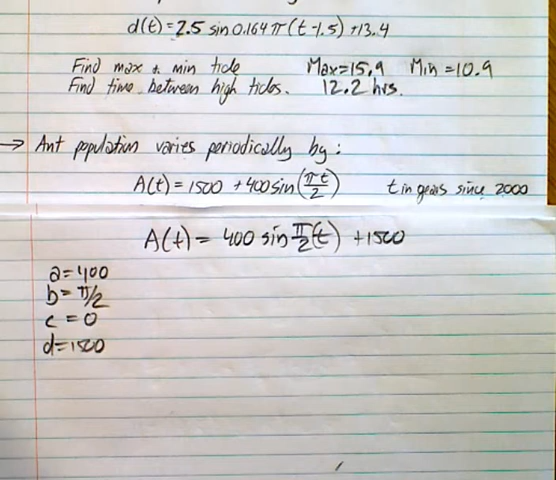 d(t)=2.5 sin 0.164π(t-1.5) +13.4
Find max + min tide Max=15.9 Min=10.9
Find time between high tides. 12.2 hrs.
→ Ant population varies periodically by:
A(t)=1500 +400sin(πt/2) t in years since 2000
A(t)= 400 sin π/2(t) +1500
a=400
b=π/2
c=0
d=1500